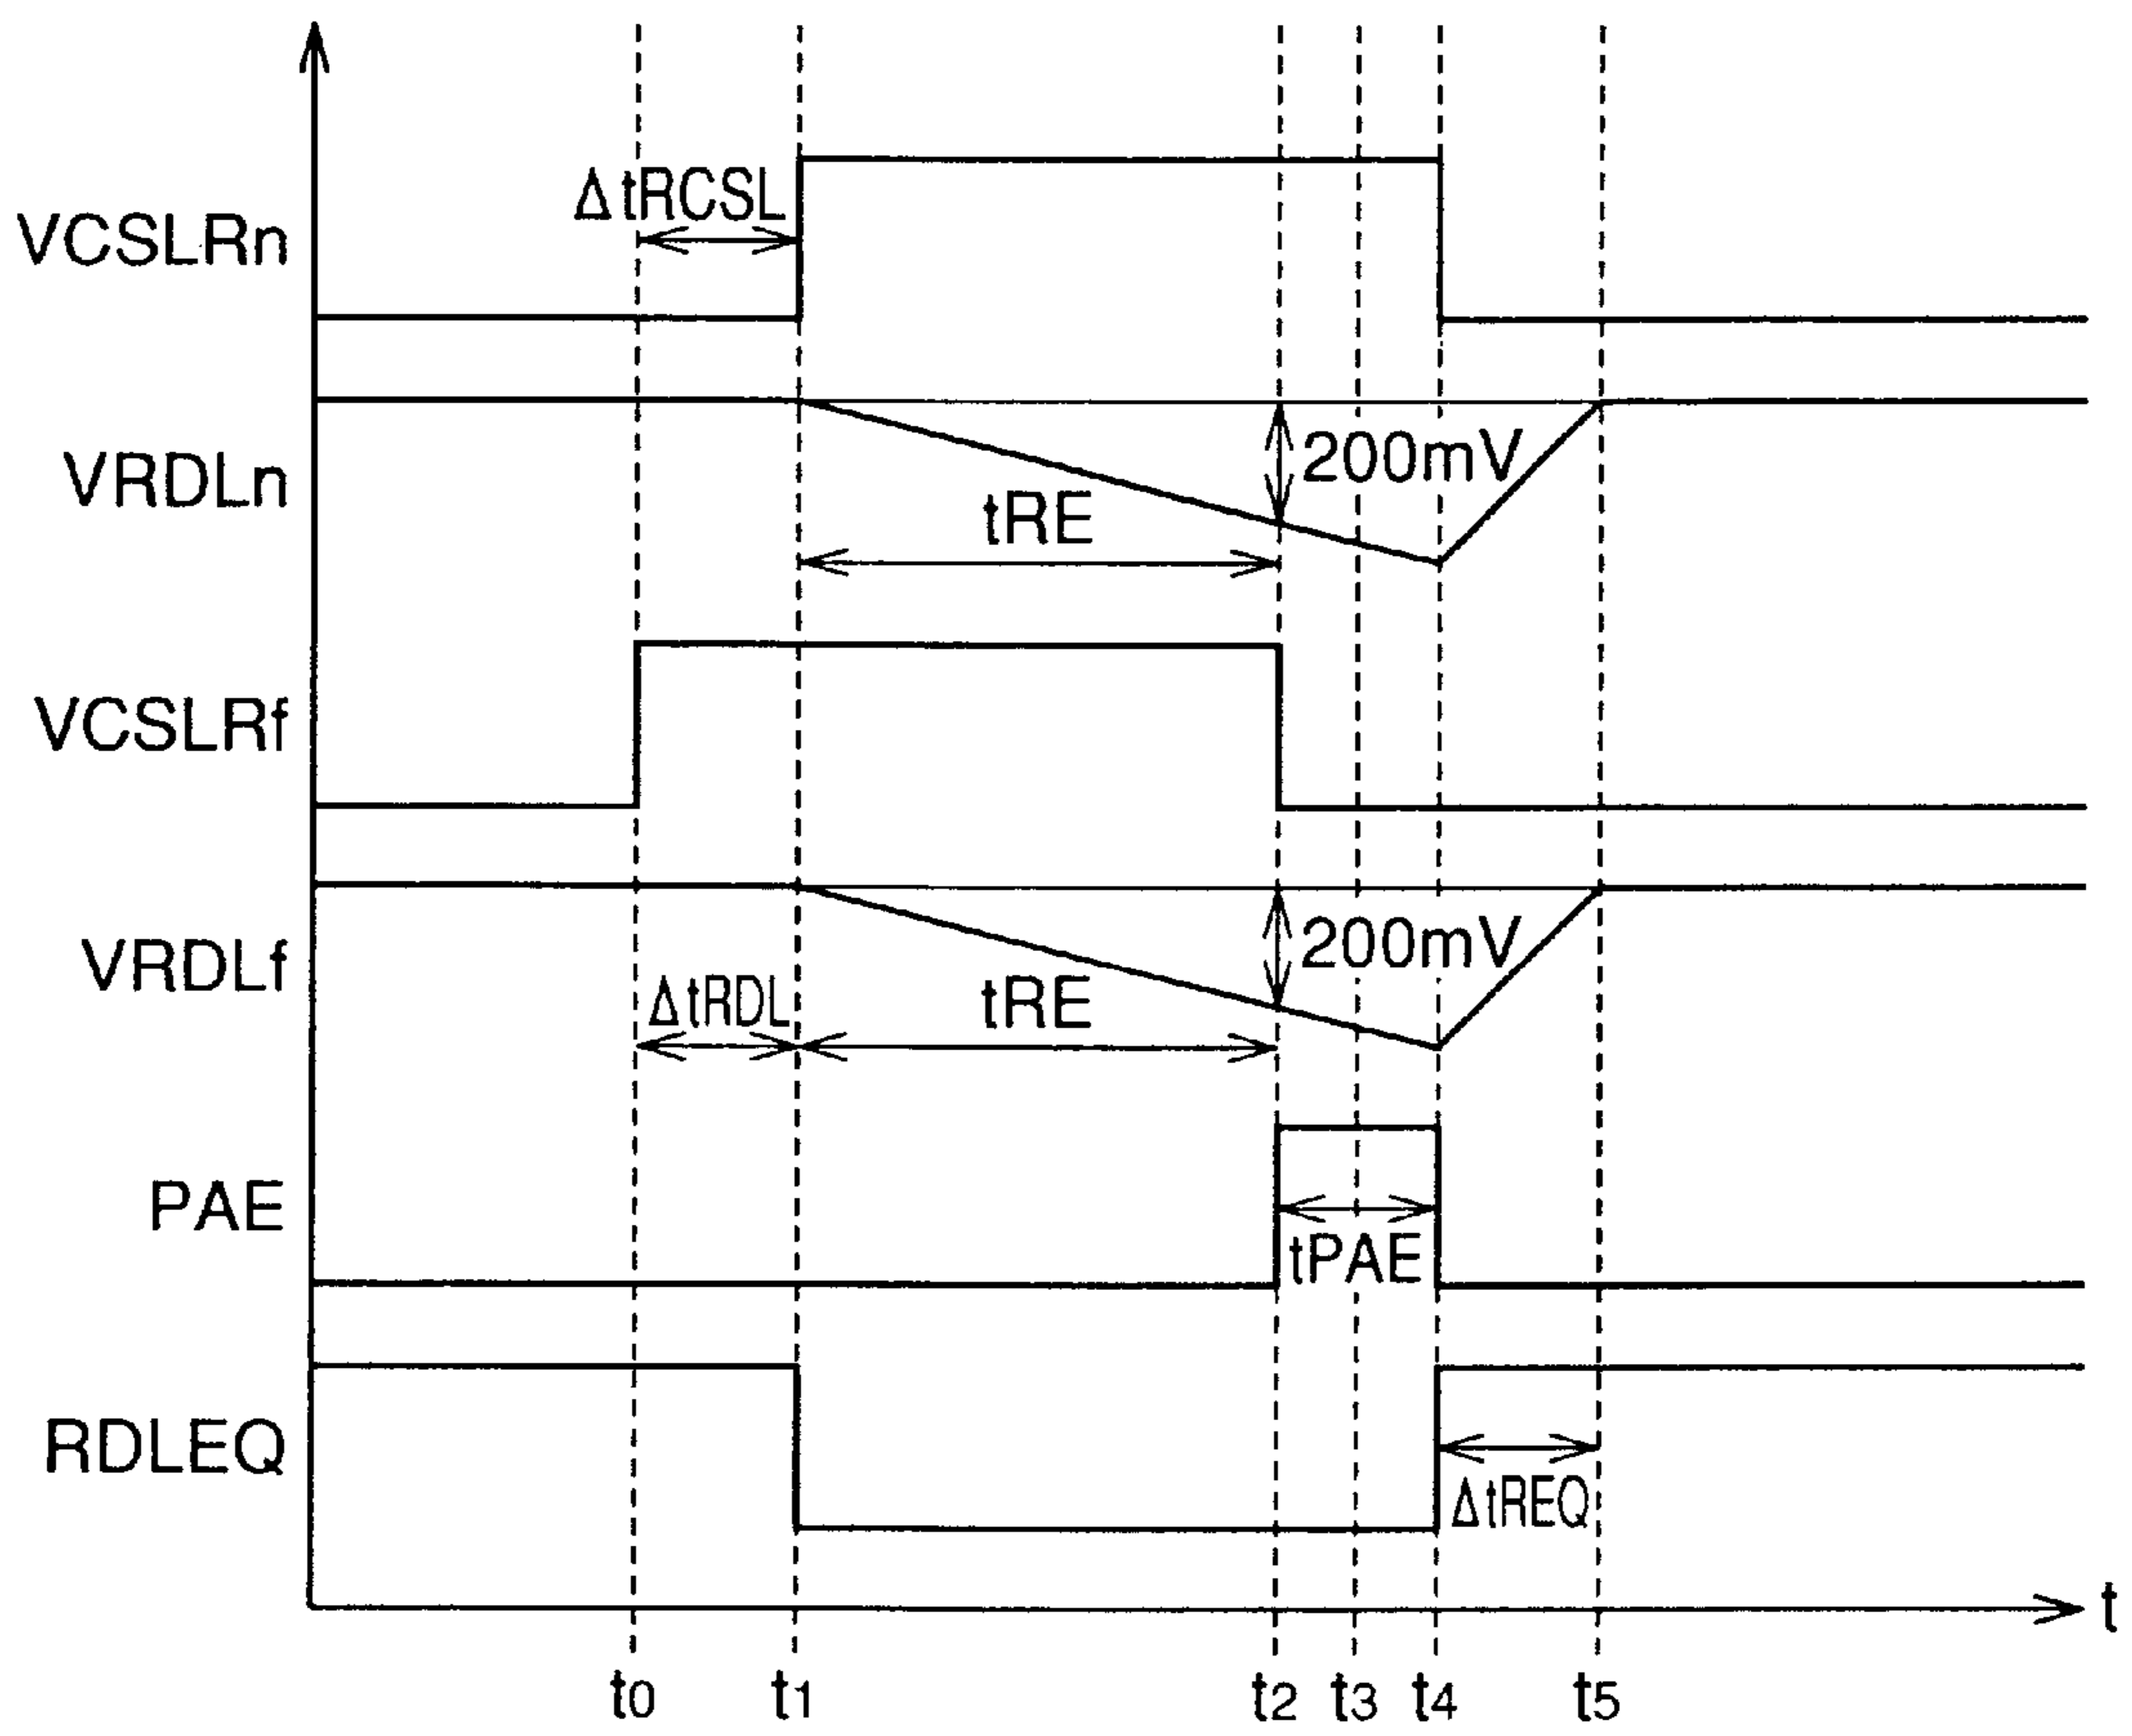 ΔtRCSL
VCSLRn
VRDLn
200mV
tRE
VCSLRf
VRDLf
200mV
ΔtRDL
tRE
PAE
tPAE
RDLEQ
ΔtREQ
t
t0 t1 t2 t3 t4 t5